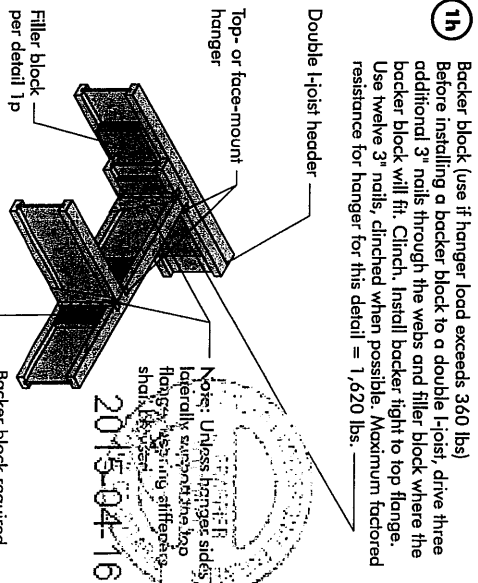 1h
Backer block (use if hanger load exceeds 360 lbs)
Before installing a backer block to a double I-joist, drive three
additional 3" nails through the webs and filler block where the
backer block will fit. Clinch. Install backer tight to top flange.
Use twelve 3" nails, clinched when possible. Maximum factored
resistance for hanger for this detail = 1,620 lbs.
Double I-joist header
Top- or face-mount
hanger
Filler block
per detail 1p
Note: Unless hanger sides
laterally support the top
flange, bearing stiffeners
shall be used.
2015-04-16
Backer block required